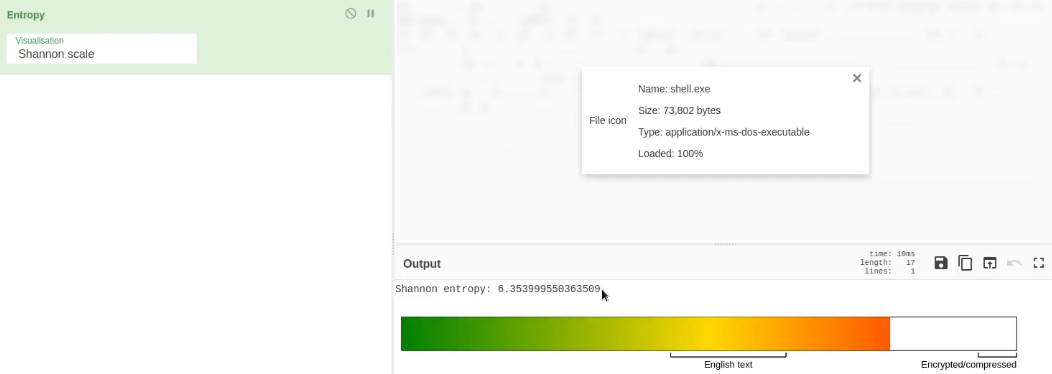 Entropy
Visualisation
Shannon scale
File icon
Name: shell.exe
Size: 73,802 bytes
Type: application/x-ms-dos-executable
Loaded: 100%
Output
time: 10ms
length: 17
lines: 1
Shannon entropy: 6.353999550363509
English text
Encrypted/compressed